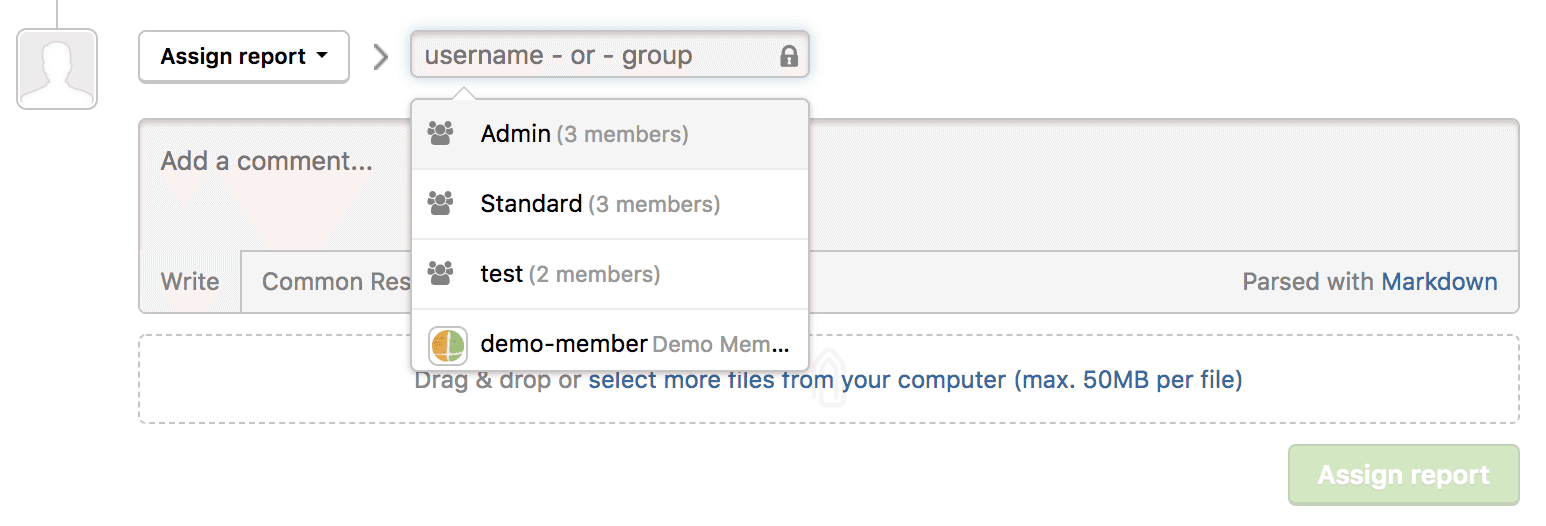 Assign report
username - or - group
Admin (3 members)
Add a comment...
Standard (3 members)
test (2 members)
Write
Common Res
Parsed with Markdown
demo-member Demo Mem...
Drag & drop or select more files from your computer (max. 50MB per file)
Assign report